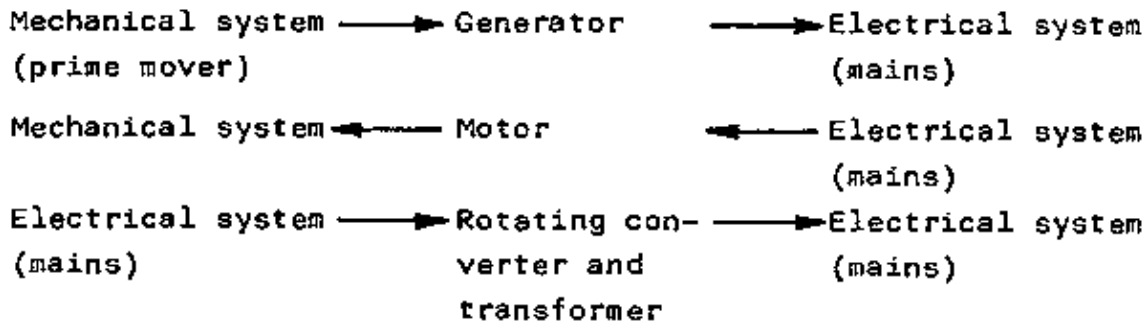 Mechanical system Generator Electrical system
(prime mover) (mains)
Mechanical system Motor Electrical system
(mains)
Electrical system Rotating con- Electrical system
(mains) verter and (mains)
transformer